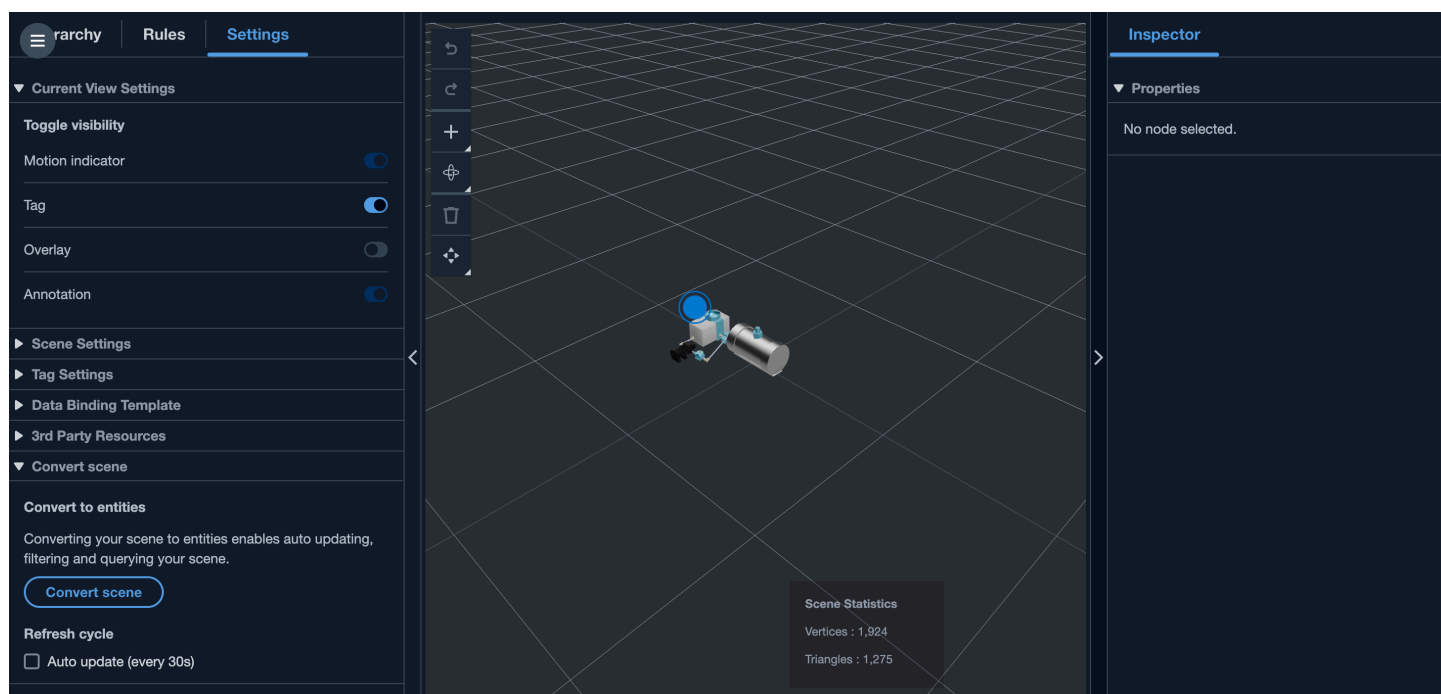 rarchy
Rules
Settings
Current View Settings
Toggle visibility
Motion indicator
Tag
Overlay
Annotation
Scene Settings
Tag Settings
Data Binding Template
3rd Party Resources
Convert scene
Convert to entities
Converting your scene to entities enables auto updating,
filtering and querying your scene.
Convert scene
Refresh cycle
Auto update (every 30s)
Scene Statistics
Vertices : 1,924
Triangles : 1,275
Inspector
Properties
No node selected.